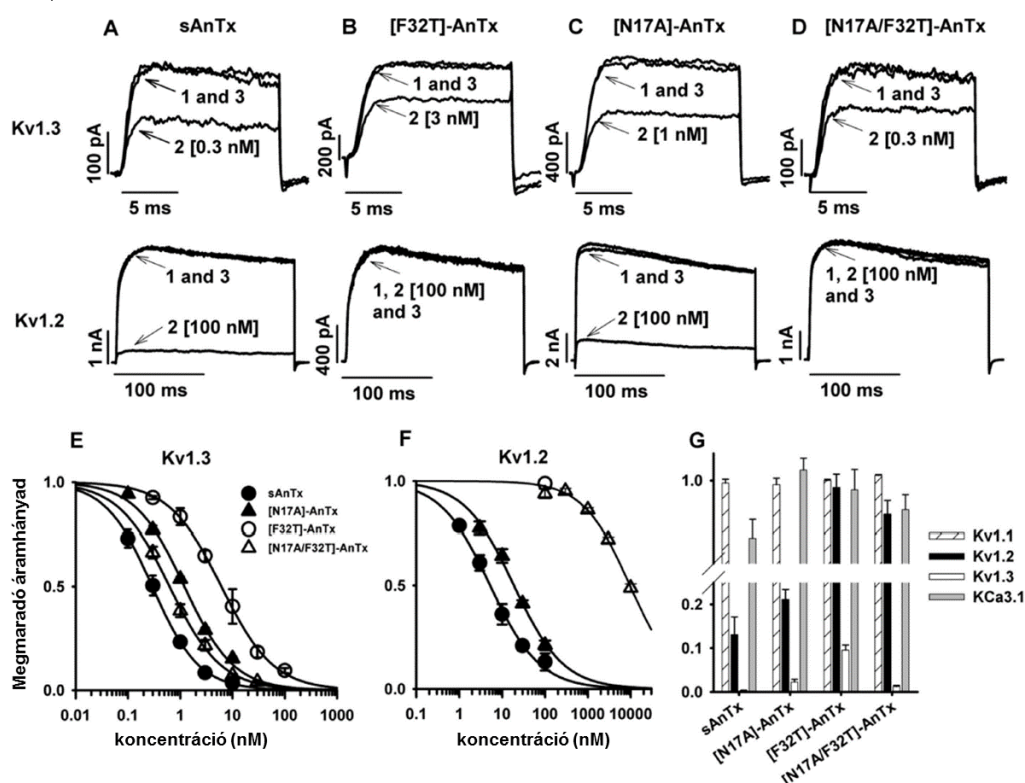 A sAnTx
B [F32T]-AnTx
C [N17A]-AnTx
D [N17A/F32T]-AnTx
Kv1.3
100 pA
1 and 3
2 [0.3 nM]
5 ms
200 pA
1 and 3
2 [3 nM]
5 ms
400 pA
1 and 3
2 [1 nM]
5 ms
100 pA
1 and 3
2 [0.3 nM]
5 ms
Kv1.2
1 nA
1 and 3
2 [100 nM]
100 ms
400 pA
1, 2 [100 nM]
and 3
100 ms
2 nA
1 and 3
2 [100 nM]
100 ms
1 nA
1, 2 [100 nM]
and 3
100 ms
E
Kv1.3
Megmaradó áramhányad
1.0
0.5
0.0
0.01 0.1 1 10 100 1000
koncentráció (nM)
sAnTx
[N17A]-AnTx
[F32T]-AnTx
[N17A/F32T]-AnTx
F
Kv1.2
1.0
0.5
0.0
0.1 1 10 100 1000 10000
koncentráció (nM)
G
1.0
0.2
0.1
0.0
sAnTx
[N17A]-AnTx
[F32T]-AnTx
[N17A/F32T]-AnTx
Kv1.1
Kv1.2
Kv1.3
KCa3.1